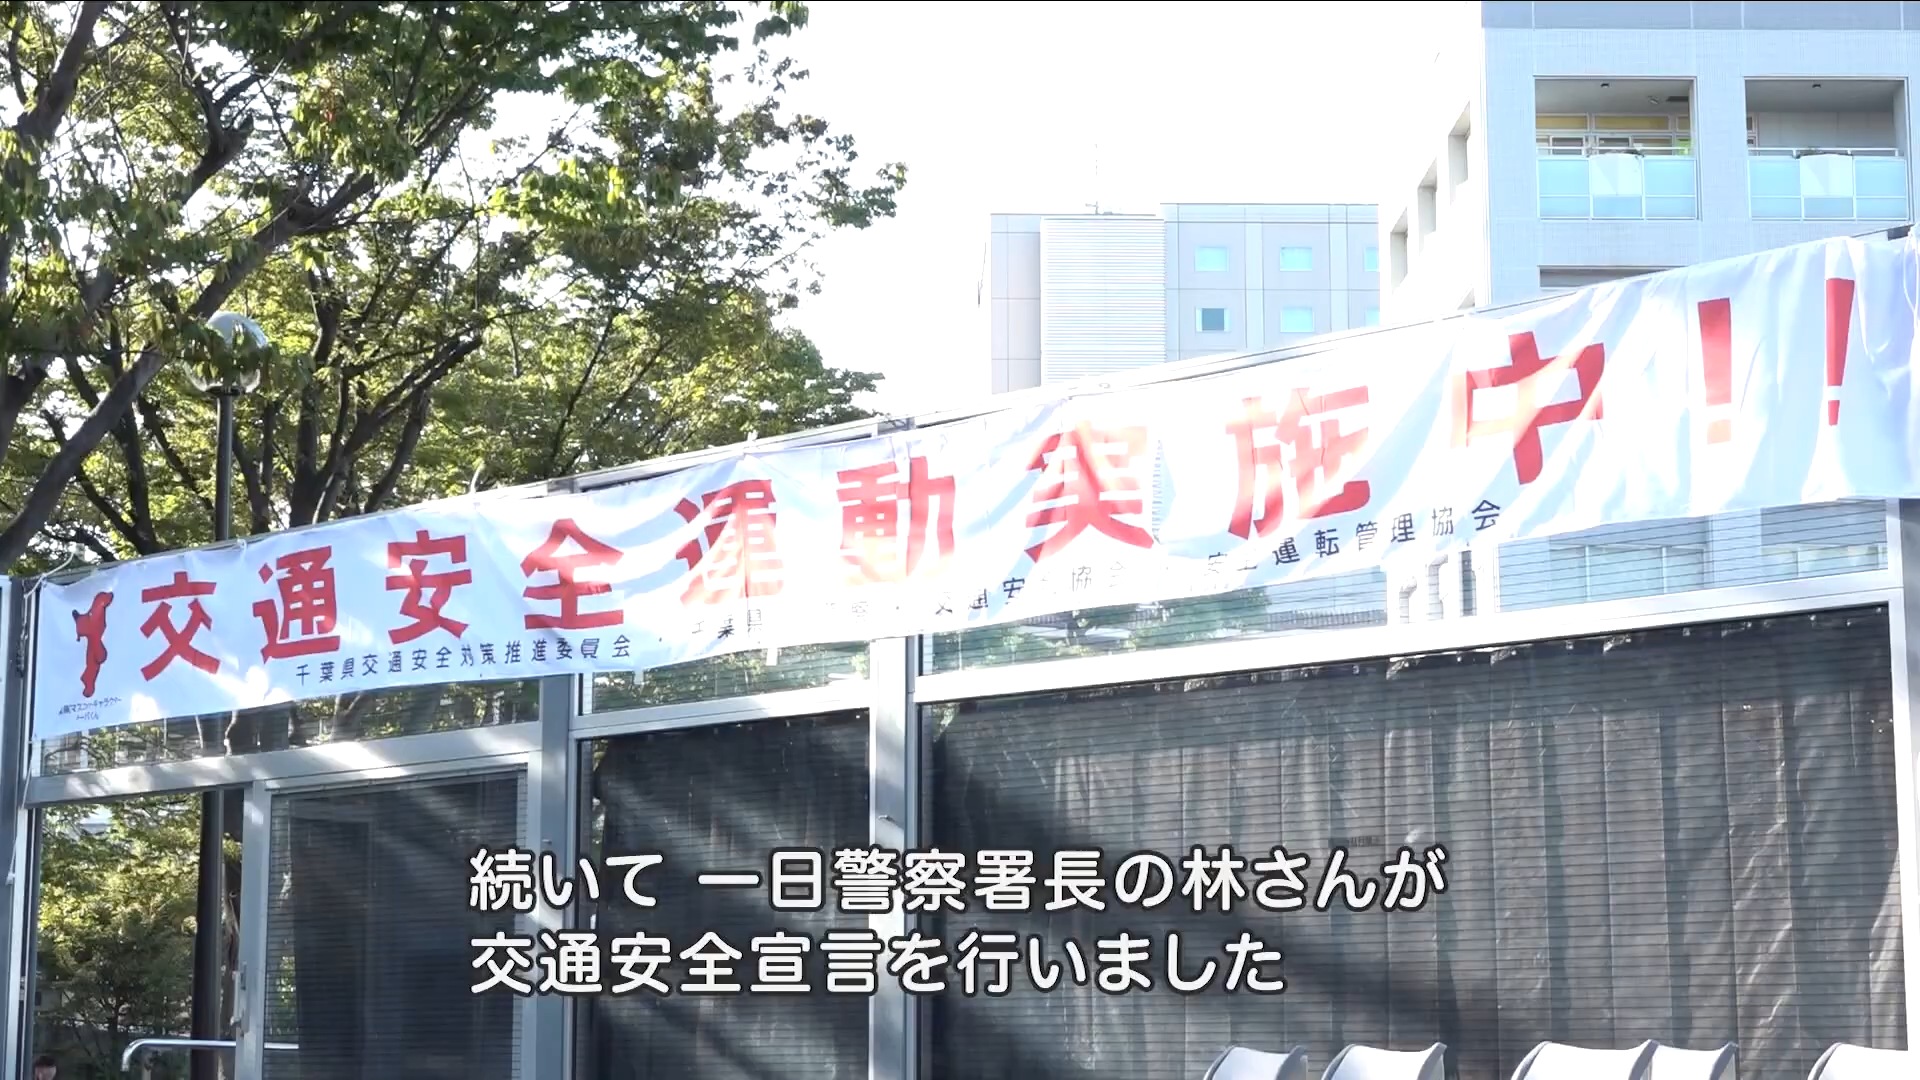 交通安全運動実施中!!
千葉県交通安全対策推進委員会
安全運転管理協会
続いて 一日警察署長の林さんが
交通安全宣言を行いました